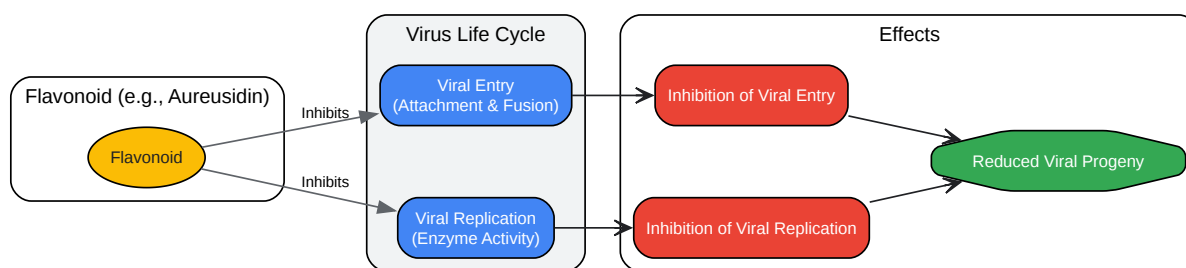 Flavonoid (e.g., Aureusidin)
Flavonoid
Inhibits
Inhibits
Virus Life Cycle
Viral Entry
(Attachment & Fusion)
Viral Replication
(Enzyme Activity)
Effects
Inhibition of Viral Entry
Inhibition of Viral Replication
Reduced Viral Progeny